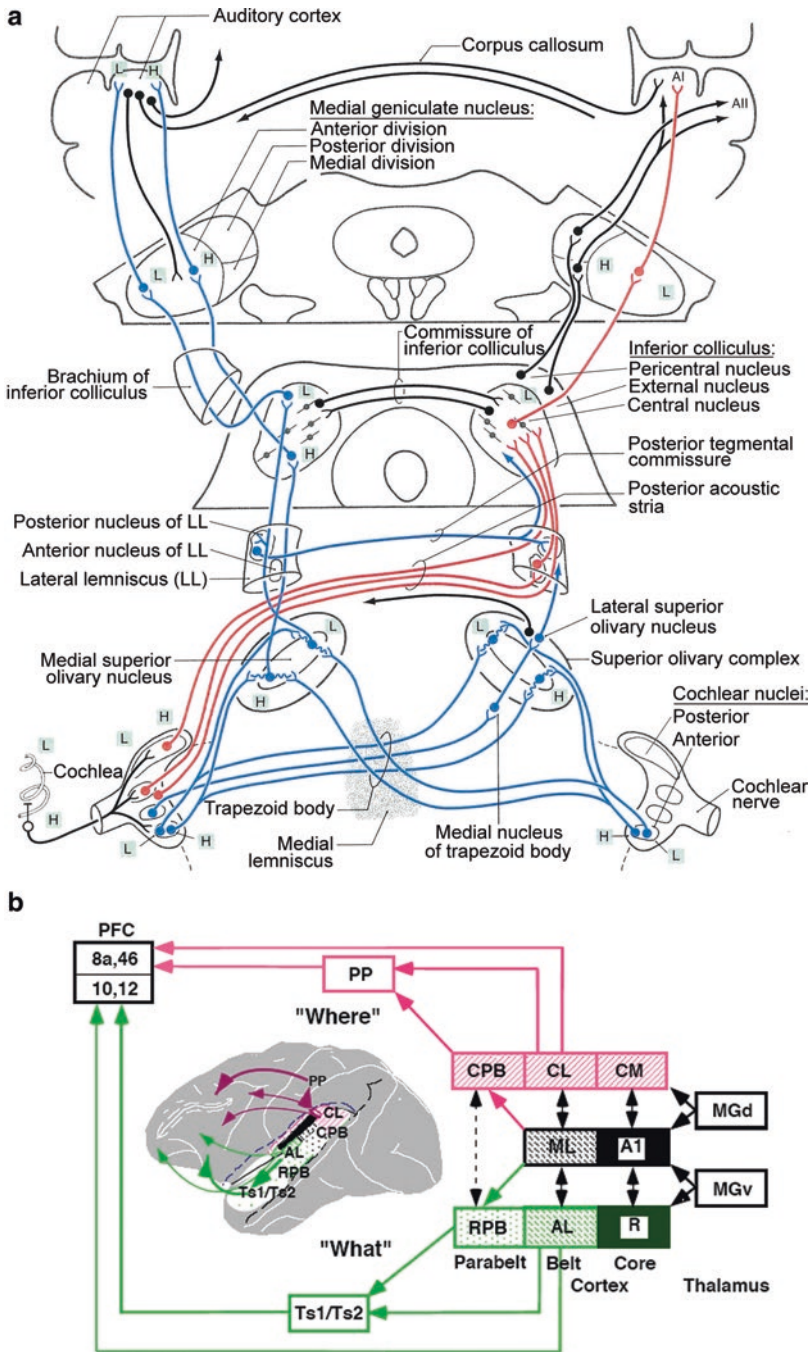 a
Auditory cortex
Corpus callosum
L
H
AI
AII
Medial geniculate nucleus:
Anterior division
Posterior division
Medial division
H
L
H
L
Commissure of
inferior colliculus
Brachium of
inferior colliculus
Inferior colliculus:
Pericentral nucleus
External nucleus
Central nucleus
L
L
H
Posterior tegmental
commissure
Posterior acoustic
stria
Posterior nucleus of LL
Anterior nucleus of LL
Lateral lemniscus (LL)
Lateral superior
olivary nucleus
L
L
Medial superior
olivary nucleus
Superior olivary complex
H
H
Cochlear nuclei:
Posterior
Anterior
H
L
L
Cochlea
Cochlear
nerve
Trapezoid body
H
Medial
lemniscus
Medial nucleus
of trapezoid body
L
H
H
L
b
PFC
8a,46
10,12
PP
"Where"
CPB
CL
CM
MGd
PP
CL
CPB
AL
RPB
Ts1/Ts2
ML
A1
MGv
"What"
RPB
AL
R
Parabelt
Belt
Core
Cortex
Thalamus
Ts1/Ts2